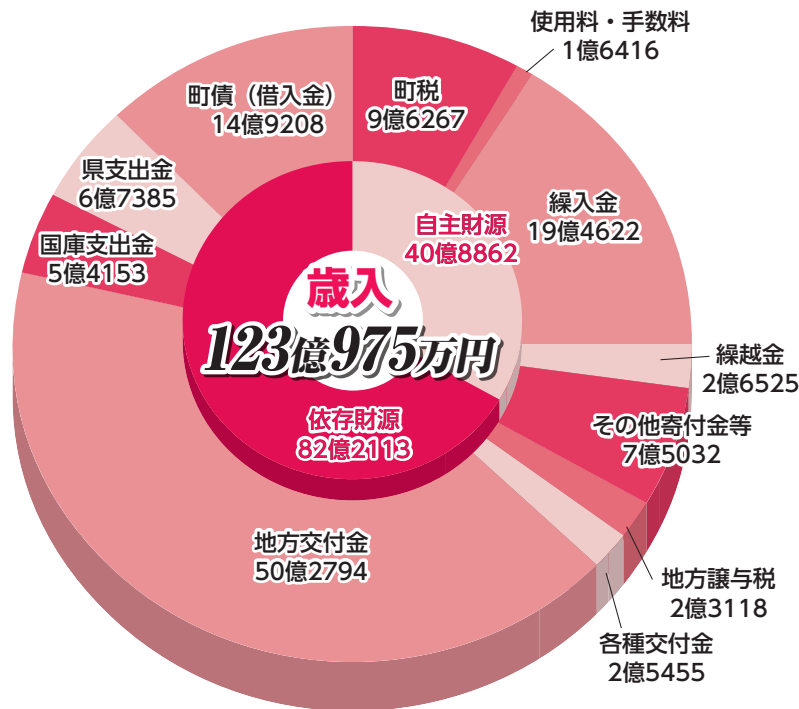 使用料・手数料
1億6416
町税
9億6267
町債（借入金）
14億9208
県支出金
6億7385
自主財源
40億8862
繰入金
19億4622
国庫支出金
5億4153
歳入
123億975万円
繰越金
2億6525
依存財源
82億2113
その他寄付金等
7億5032
地方交付金
50億2794
地方譲与税
2億3118
各種交付金
2億5455